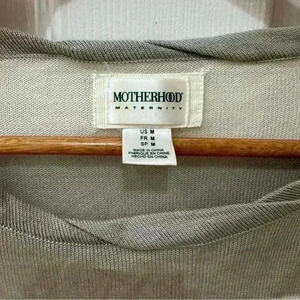 MOTHERHOOD
MATERNITY
US M
FR M
SP M
MADE IN CHINA
FABRIQUE EN CHINE
HECHO EN CHINA